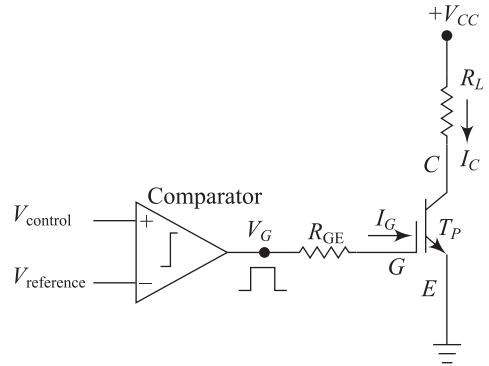 +V_CC
R_L
I_C
C
Comparator
V_control
+
V_G
R_GE
I_G
T_P
G
V_reference
−
E